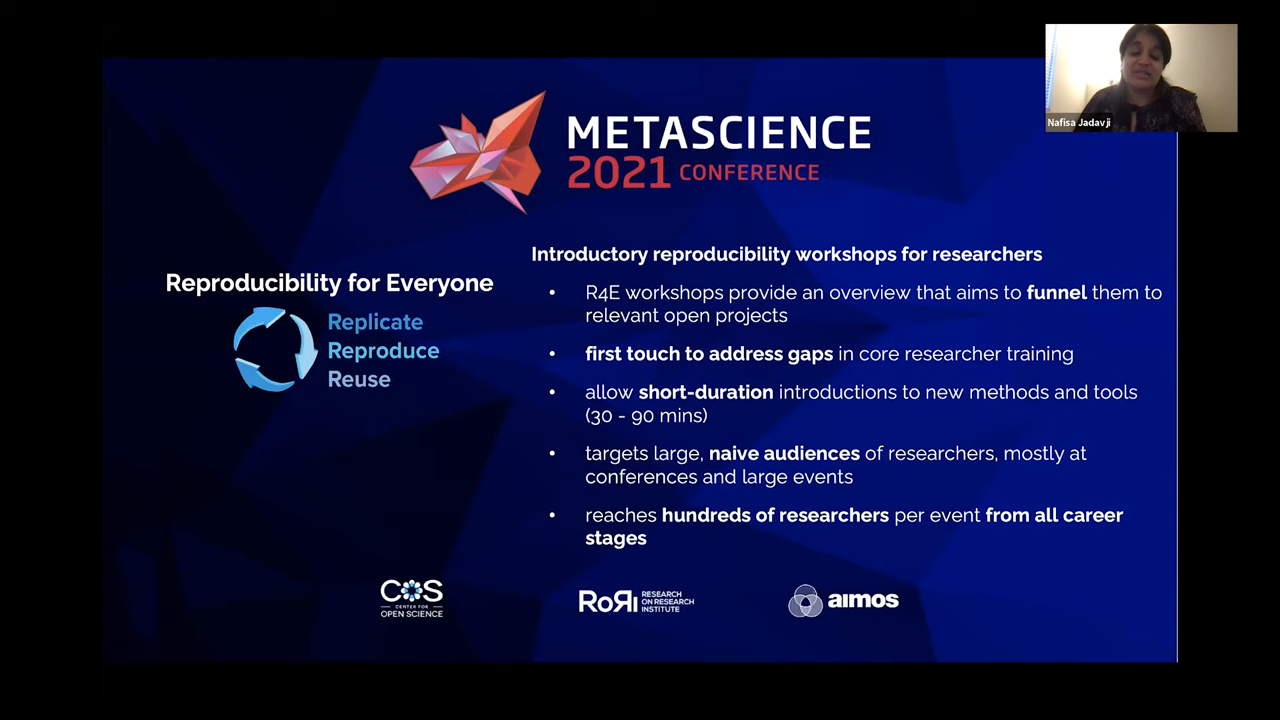 Nafisa Jadavji
METASCIENCE
2021 CONFERENCE
Reproducibility for Everyone
Replicate
Reproduce
Reuse
Introductory reproducibility workshops for researchers
• R4E workshops provide an overview that aims to funnel them to
relevant open projects
• first touch to address gaps in core researcher training
• allow short-duration introductions to new methods and tools
(30 - 90 mins)
• targets large, naive audiences of researchers, mostly at
conferences and large events
• reaches hundreds of researchers per event from all career
stages
COS
CENTER FOR
OPEN SCIENCE
RoRI
RESEARCH
ON RESEARCH
INSTITUTE
aimos